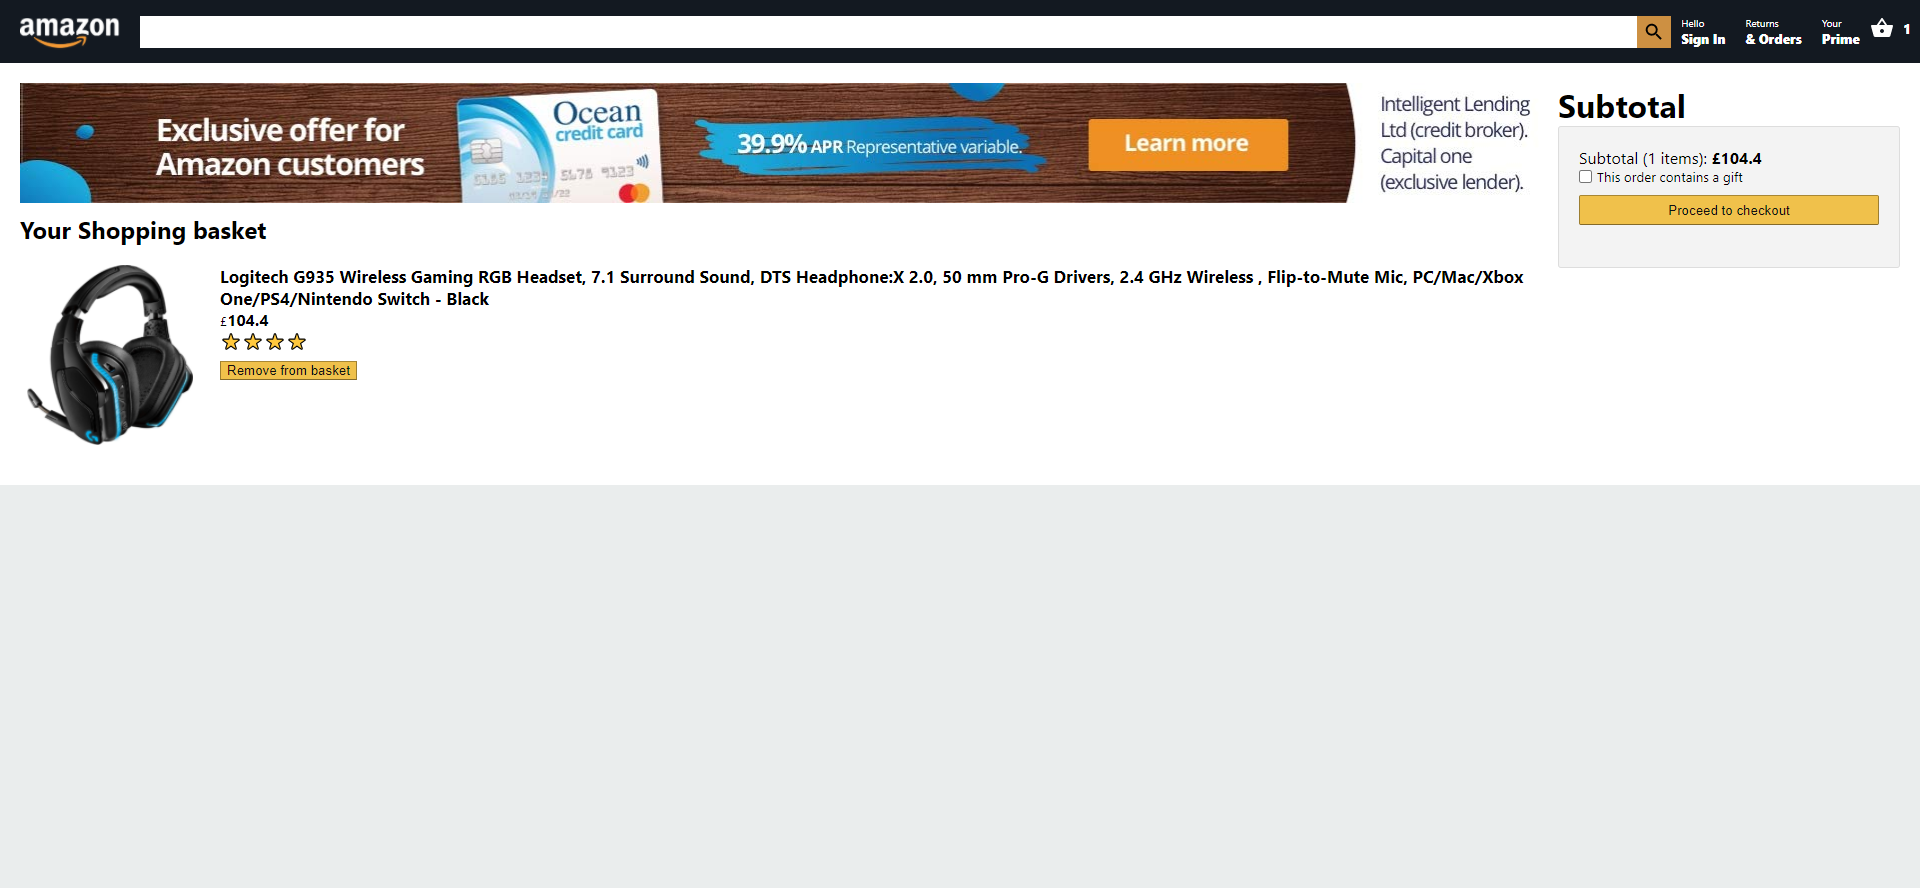 amazon
Hello
Sign In
Returns
& Orders
Your
Prime
1
Exclusive offer for
Amazon customers
Ocean
credit card
39.9% APR Representative variable.
Learn more
Intelligent Lending
Ltd (credit broker).
Capital one
(exclusive lender).
Subtotal
Subtotal (1 items): £104.4
This order contains a gift
Proceed to checkout
Your Shopping basket
Logitech G935 Wireless Gaming RGB Headset, 7.1 Surround Sound, DTS Headphone:X 2.0, 50 mm Pro-G Drivers, 2.4 GHz Wireless , Flip-to-Mute Mic, PC/Mac/Xbox
One/PS4/Nintendo Switch - Black
£104.4
Remove from basket